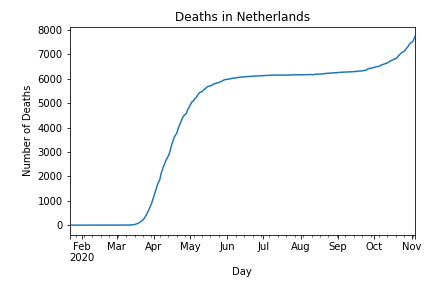 Deaths in Netherlands
Number of Deaths
8000
7000
6000
5000
4000
3000
2000
1000
0
Feb Mar Apr May Jun Jul Aug Sep Oct Nov
2020
Day